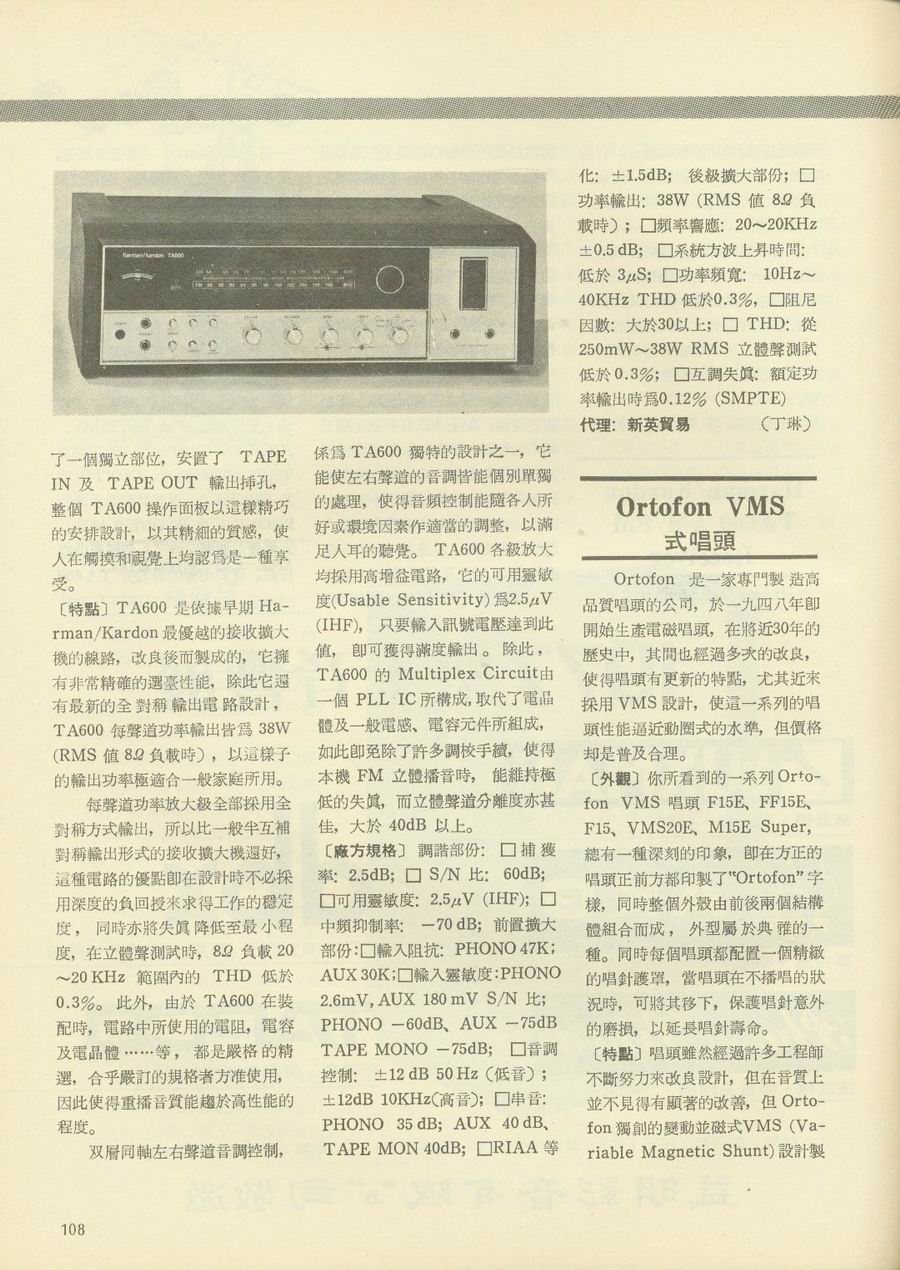 harman/kardon TA600
了一個獨立部位，安置了 TAPE
IN 及 TAPE OUT 輸出揷孔，
整個 TA600 操作面板以這樣精巧
的安排設計，以其精細的質感，使
人在觸摸和視覺上均認爲是一種享
受。
〔特點〕TA600 是依據早期 Ha-
rman/Kardon 最優越的接收擴大
機的線路，改良後而製成的，它擁
有非常精確的選臺性能，除此它還
有最新的全對稱輸出電路設計，
TA600 每聲道功率輸出皆爲 38W
(RMS 値 8Ω 負載時），以這樣子
的輸出功率極適合一般家庭所用。
每聲道功率放大級全部採用全
對稱方式輸出，所以比一般半互補
對稱輸出形式的接收擴大機還好，
這種電路的優點卽在設計時不必採
用深度的負回授來求得工作的穩定
度，同時亦將失眞降低至最小程
度，在立體聲測試時，8Ω 負載 20
～20 KHz 範圍內的 THD 低於
0.3%。此外，由於 TA600 在裝
配時，電路中所使用的電阻，電容
及電晶體……等，都是嚴格的精
選，合乎嚴訂的規格者方准使用，
因此使得重播音質能趨於高性能的
程度。
双層同軸左右聲道音調控制，
係爲 TA600 獨特的設計之一，它
能使左右聲道的音調皆能個別單獨
的處理，使得音頻控制能隨各人所
好或環境因素作適當的調整，以滿
足人耳的聽覺。TA600 各級放大
均採用高增益電路，它的可用靈敏
度(Usable Sensitivity) 爲2.5μV
(IHF)，只要輸入訊號電壓達到此
値，卽可獲得滿度輸出。除此，
TA600 的 Multiplex Circuit由
一個 PLL IC 所構成，取代了電晶
體及一般電感、電容元件所組成，
如此卽免除了許多調校手續，使得
本機 FM 立體播音時，能維持極
低的失眞，而立體聲道分離度亦甚
佳，大於 40dB 以上。
〔廠方規格〕調諧部份：□捕獲
率：2.5dB；□ S/N 比：60dB;
□可用靈敏度：2.5μV (IHF)；□
中頻抑制率：－70 dB；前置擴大
部份：□輸入阻抗：PHONO 47K；
AUX 30K；□輸入靈敏度：PHONO
2.6mV, AUX 180 mV S/N 比；
PHONO －60dB、AUX －75dB
TAPE MONO －75dB；□音調
控制：±12 dB 50 Hz（低音）；
±12dB 10KHz(高音)；□串音：
PHONO 35 dB；AUX 40 dB、
TAPE MON 40dB；□RIAA 等
化：±1.5dB；後級擴大部份；□
功率輸出：38W (RMS 値 8Ω 負
載時）；□頻率響應：20～20KHz
±0.5 dB；□系統方波上昇時間：
低於 3μS；□功率頻寬：10Hz～
40KHz THD 低於0.3%，□阻尼
因數：大於30以上；□ THD：從
250mW～38W RMS 立體聲測試
低於0.3%；□互調失眞：額定功
率輸出時爲0.12% (SMPTE)
代理：新英貿易 （丁琳）
Ortofon VMS
式唱頭
Ortofon 是一家專門製造高
品質唱頭的公司，於一九四八年卽
開始生產電磁唱頭，在將近30年的
歷史中，其間也經過多次的改良，
使得唱頭有更新的特點，尤其近來
採用 VMS 設計，使這一系列的唱
頭性能逼近動圈式的水準，但價格
却是普及合理。
〔外觀〕你所看到的一系列 Orto-
fon VMS 唱頭 F15E、FF15E、
F15、VMS20E、M15E Super,
總有一種深刻的印象，卽在方正的
唱頭正前方都印製了“Ortofon”字
樣，同時整個外殼由前後兩個結構
體組合而成，外型屬於典雅的一
種。同時每個唱頭都配置一個精緻
的唱針護罩，當唱頭在不播唱的狀
況時，可將其移下，保護唱針意外
的磨損，以延長唱針壽命。
〔特點〕唱頭雖然經過許多工程師
不斷努力來改良設計，但在音質上
並不見得有顯著的改善，但 Orto-
fon 獨創的變動並磁式VMS (Va-
riable Magnetic Shunt) 設計製
108